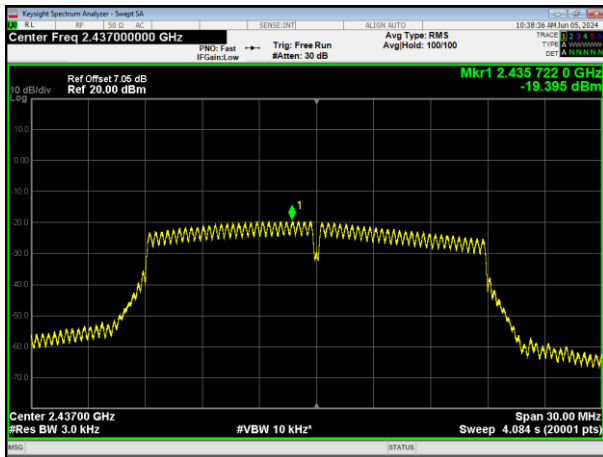 Keysight Spectrum Analyzer - Swept SA
RL RF 50 Ω AC SENSE:INT ALIGN AUTO 10:38:36 AM Jun 05, 2024
Center Freq 2.437000000 GHz
PNO: Fast
IFGain:Low
Trig: Free Run
#Atten: 30 dB
Avg Type: RMS
Avg|Hold: 100/100
TRACE 1 2 3 4 5 6
TYPE A WWWWW
DET A N N N N N
Mkr1 2.435 722 0 GHz
-19.395 dBm
Ref Offset 7.05 dB
10 dB/div Ref 20.00 dBm
Log
10.0
0.00
-10.0
1
-20.0
-30.0
-40.0
-50.0
-60.0
-70.0
Center 2.43700 GHz Span 30.00 MHz
#Res BW 3.0 kHz #VBW 10 kHz* Sweep 4.084 s (20001 pts)
MSG STATUS